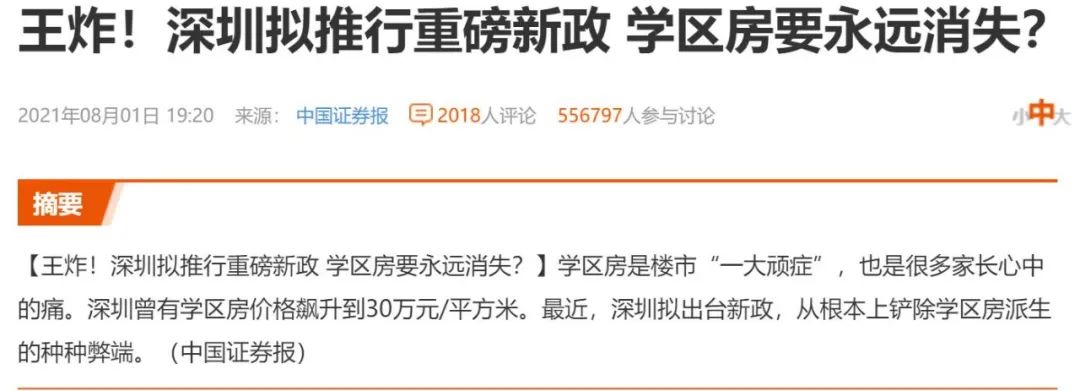 王炸！深圳拟推行重磅新政 学区房要永远消失？
2021年08月01日 19:20 来源： 中国证券报 2018人评论 556797人参与讨论 小中大
摘要
【王炸！深圳拟推行重磅新政 学区房要永远消失？】学区房是楼市“一大顽症”，也是很多家长心中
的痛。深圳曾有学区房价格飙升到30万元/平方米。最近，深圳拟出台新政，从根本上铲除学区房派生
的种种弊端。（中国证券报）